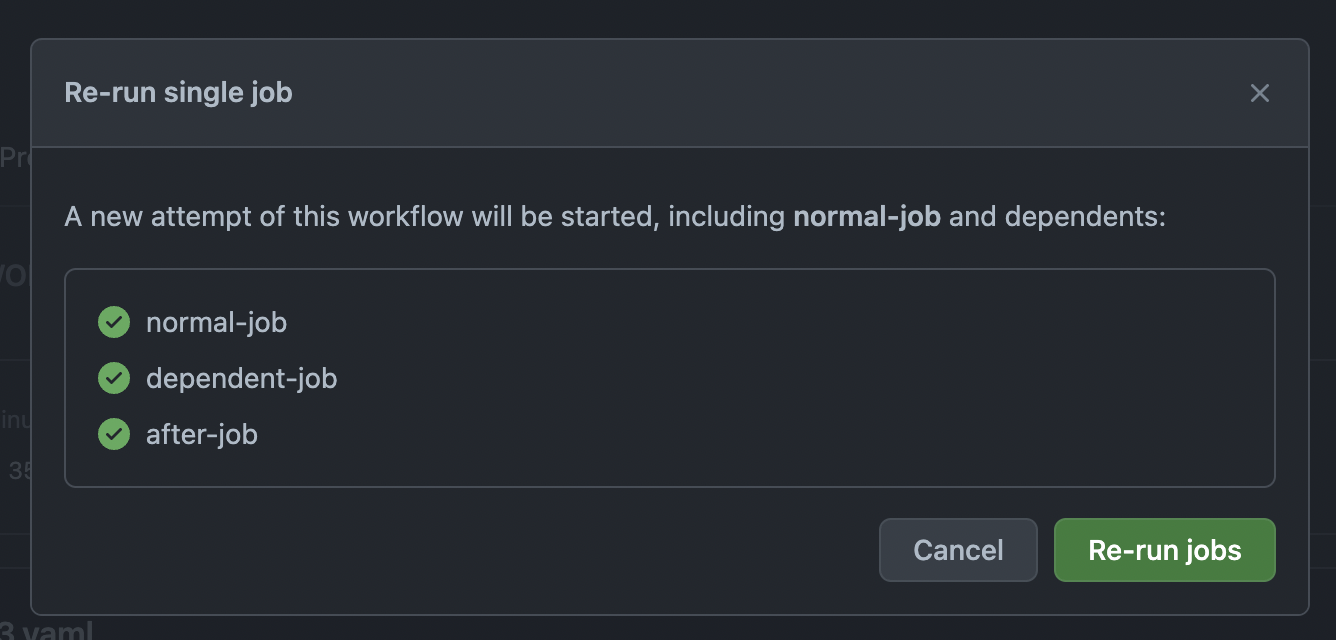 Re-run single job
A new attempt of this workflow will be started, including normal-job and dependents:
normal-job
dependent-job
after-job
Cancel
Re-run jobs